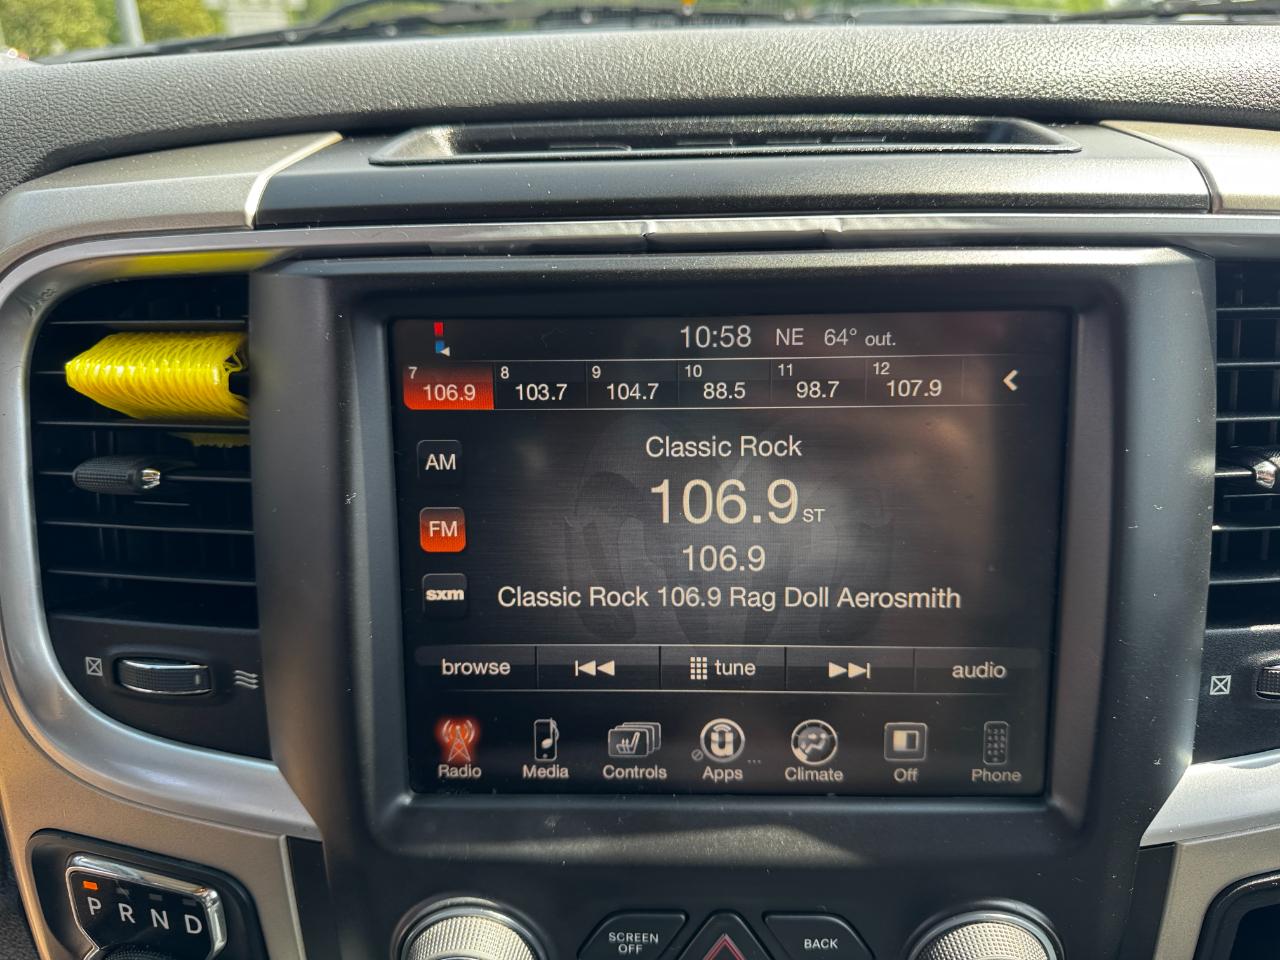 10:58 NE 64° out.
7 106.9 8 103.7 9 104.7 10 88.5 11 98.7 12 107.9
AM
Classic Rock
FM
106.9 ST
106.9
sxm
Classic Rock 106.9 Rag Doll Aerosmith
browse tune audio
Radio Media Controls Apps ... Climate Off Phone
P R N D
SCREEN OFF
BACK